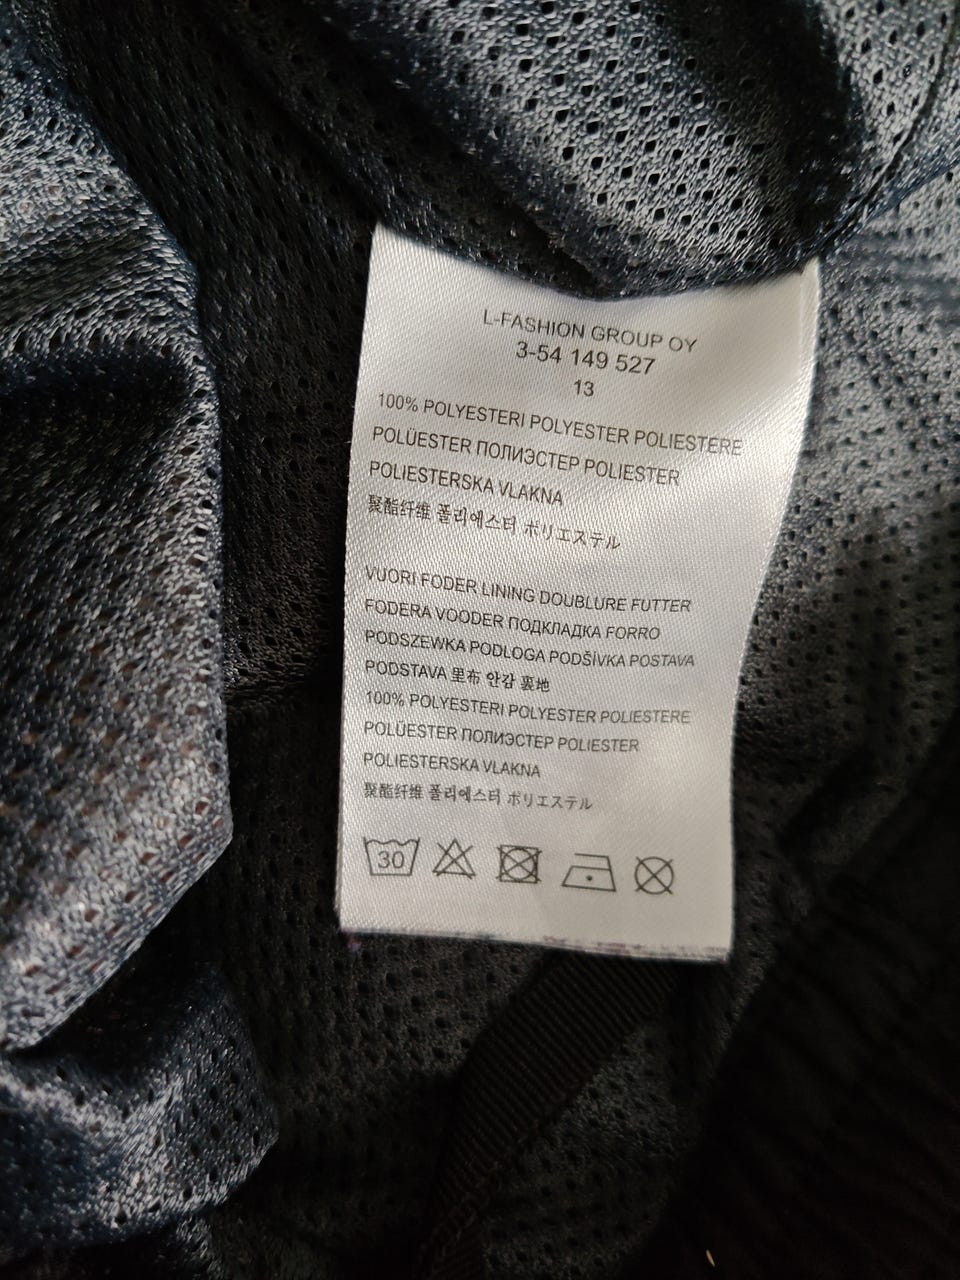 L-FASHION GROUP OY
3-54 149 527
13
100% POLYESTERI POLYESTER POLIESTERE
POLÜESTER ПОЛИЭСТЕР POLIESTER
POLIESTERSKA VLAKNA
聚酯纤维 폴리에스터 ポリエステル
VUORI FODER LINING DOUBLURE FUTTER
FODERA VOODER ПОДКЛАДКА FORRO
PODSZEWKA PODLOGA PODŠÍVKA POSTAVA
PODSTAVA 里布 안감 裏地
100% POLYESTERI POLYESTER POLIESTERE
POLÜESTER ПОЛИЭСТЕР POLIESTER
POLIESTERSKA VLAKNA
聚酯纤维 폴리에스터 ポリエステル
30